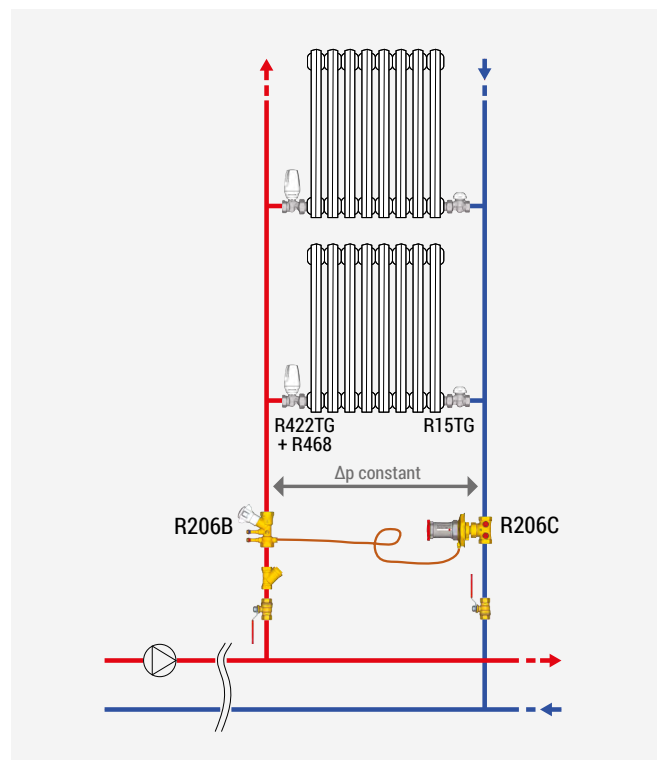 R422TG
+ R468
R15TG
Δp constant
R206B
R206C